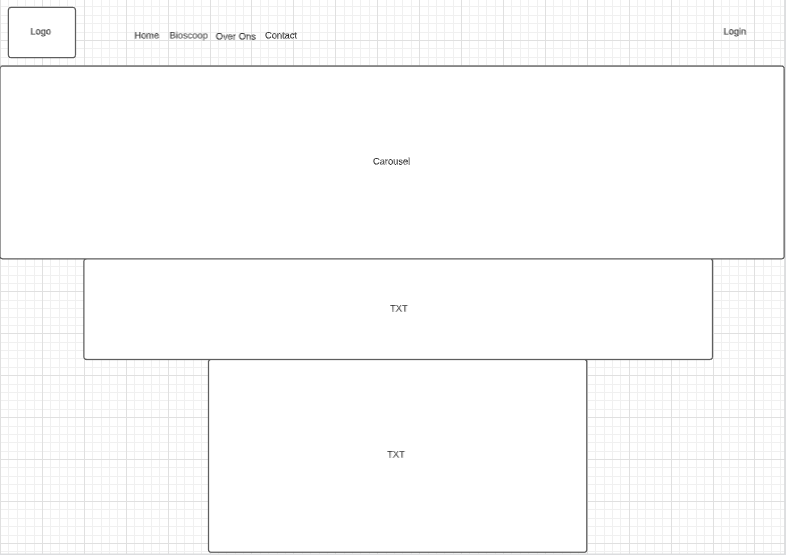 Logo
Home Bioscoop Over Ons Contact
Login
Carousel
TXT
TXT